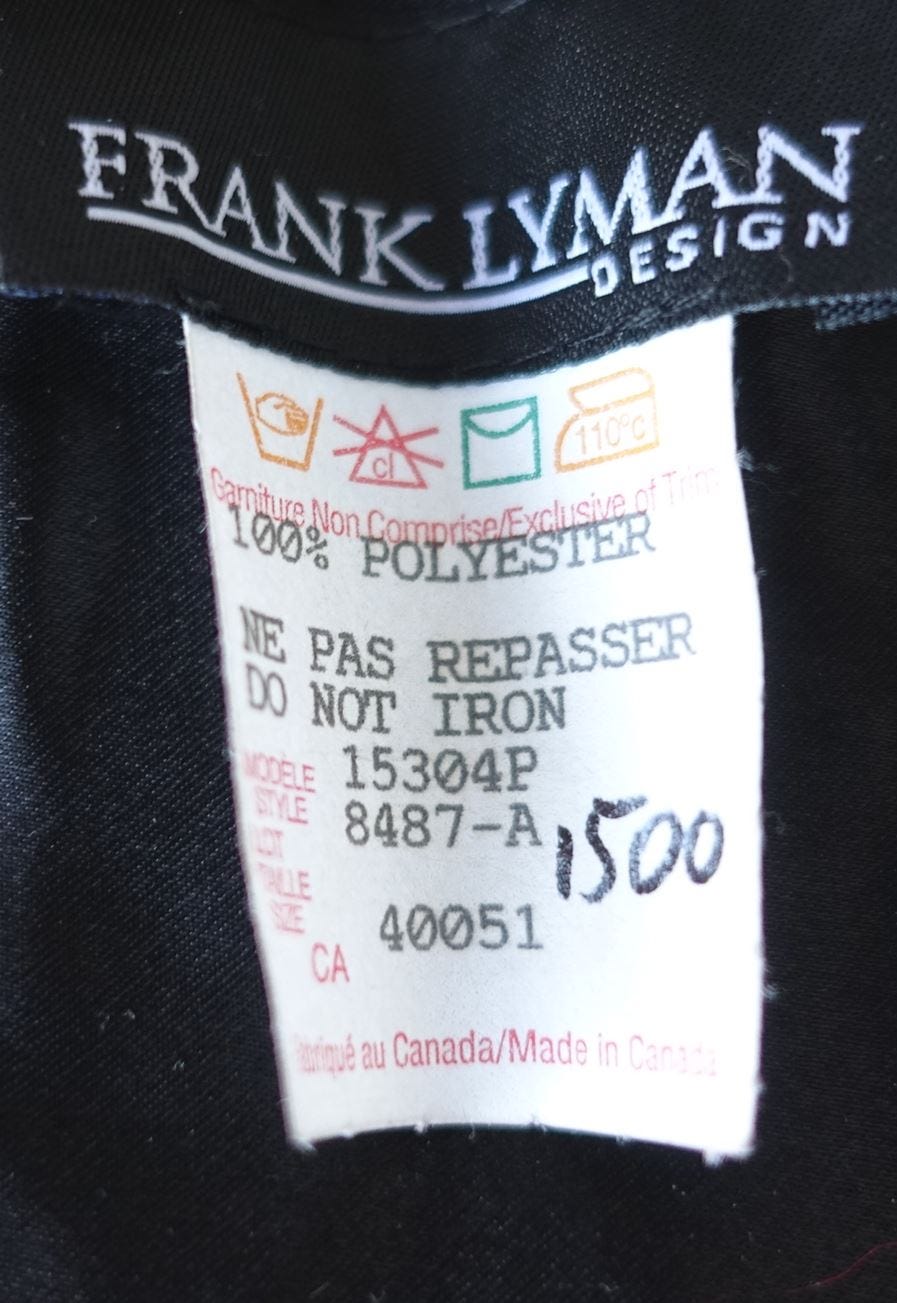 FRANK LYMAN
DESIGN
cl 110°c
Garniture Non Comprise/Exclusive of Trim
100% POLYESTER
NE PAS REPASSER
DO NOT IRON
MODÈLE 15304P
STYLE 8487-A
LOT 1500
TAILLE
SIZE 40051
CA
Fabriqué au Canada/Made in Canada